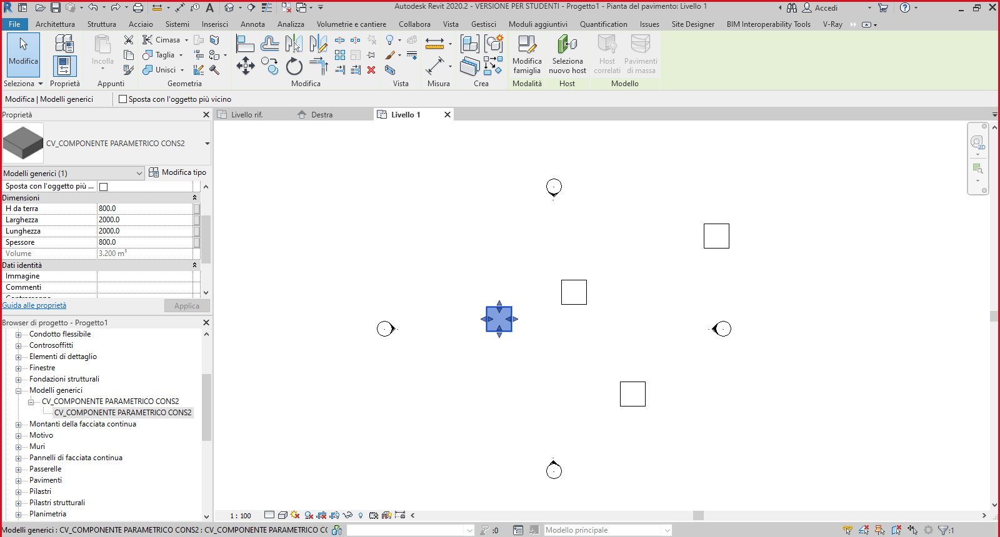 Autodesk Revit 2020.2 - VERSIONE PER STUDENTI - Progetto1 - Pianta del pavimento: Livello 1
Accedi
File Architettura Struttura Acciaio Sistemi Inserisci Annota Analizza Volumetrie e cantiere Collabora Vista Gestisci Moduli aggiuntivi Quantification Issues Site Designer BIM Interoperability Tools V-Ray
Modifica
Incolla
Cimasa
Taglia
Unisci
Modifica famiglia
Seleziona nuovo host
Host correlati
Pavimenti di massa
Seleziona Proprietà Appunti Geometria Modifica Vista Misura Crea Modalità Host Modello
Modifica | Modelli generici
Sposta con l'oggetto più vicino
Proprietà
Livello rif.
Destra
Livello 1
CV_COMPONENTE PARAMETRICO CONS2
Modelli generici (1)
Modifica tipo
Sposta con l'oggetto più ...
Dimensioni
H da terra 800.0
Larghezza 2000.0
Lunghezza 2000.0
Spessore 800.0
Volume 3.200 m³
Dati identità
Immagine
Commenti
Guida alle proprietà
Applica
Browser di progetto - Progetto1
Condotto flessibile
Controsoffitti
Elementi di dettaglio
Finestre
Fondazioni strutturali
Modelli generici
CV_COMPONENTE PARAMETRICO CONS2
CV_COMPONENTE PARAMETRICO CONS2
Montanti della facciata continua
Motivo
Muri
Pannelli di facciata continua
Passerelle
Pavimenti
Pilastri
Pilastri strutturali
Planimetria
2D
1 : 100
Modelli generici : CV_COMPONENTE PARAMETRICO CONS2 : CV_COMPONENTE PARAMETRICO CC
:0
Modello principale
:1